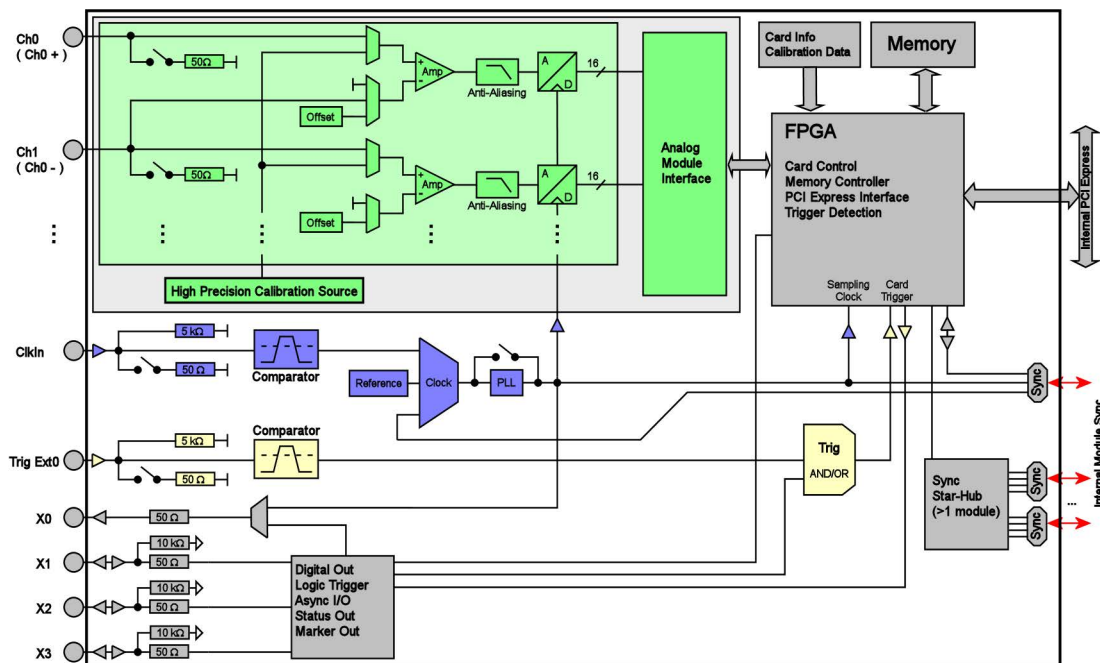 Ch0
( Ch0 + )
50Ω
Offset
+
-
Amp
Anti-Aliasing
A
D
16
Ch1
( Ch0 - )
50Ω
Offset
+
-
Amp
Anti-Aliasing
A
D
16
...
...
...
...
...
High Precision Calibration Source
Analog
Module
Interface
Card Info
Calibration Data
Memory
FPGA
Card Control
Memory Controller
PCI Express Interface
Trigger Detection
Sampling
Clock
Card
Trigger
Internal PCI Express
ClkIn
5 kΩ
50 Ω
Comparator
Reference
Clock
PLL
Sync
Trig Ext0
5 kΩ
50 Ω
Comparator
Trig
AND/OR
Sync
Star-Hub
(>1 module)
Sync
...
Sync
Internal Module Sync
X0
50 Ω
X1
10 kΩ
50 Ω
X2
10 kΩ
50 Ω
X3
10 kΩ
50 Ω
Digital Out
Logic Trigger
Async I/O
Status Out
Marker Out